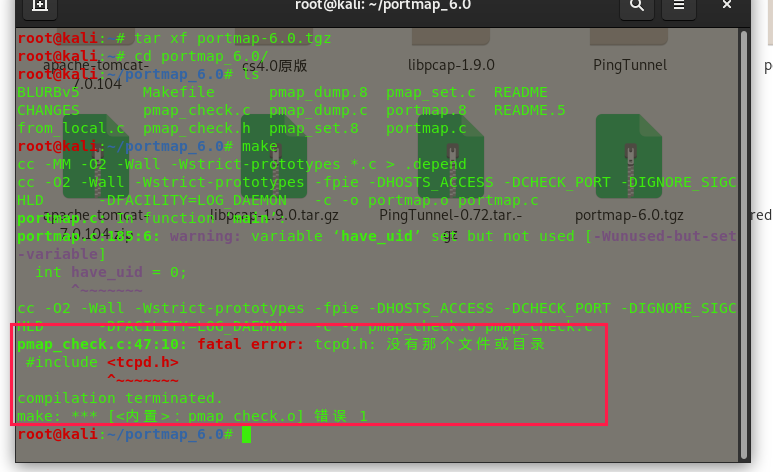 root@kali: ~/portmap_6.0
root@kali:~# tar xf portmap-6.0.tgz
root@kali:~# cd portmap_6.0/
apache-tomcat-7.0.104
cs4.0原版
libpcap-1.9.0
PingTunnel
root@kali:~/portmap_6.0# ls
BLURBv5 Makefile pmap_dump.8 pmap_set.c README
CHANGES pmap_check.c pmap_dump.c portmap.8 README.5
from_local.c pmap_check.h pmap_set.8 portmap.c
root@kali:~/portmap_6.0# make
cc -MM -O2 -Wall -Wstrict-prototypes *.c > .depend
cc -O2 -Wall -Wstrict-prototypes -fpie -DHOSTS_ACCESS -DCHECK_PORT -DIGNORE_SIGC
HLD -DFACILITY=LOG_DAEMON -c -o portmap.o portmap.c
apache-tomcat-7.0.104.zip
libpcap-1.9.0.tar.gz
PingTunnel-0.72.tar.gz
portmap-6.0.tgz
red
portmap.c: In function ‘main’:
portmap.c:185:6: warning: variable ‘have_uid’ set but not used [-Wunused-but-set
-variable]
int have_uid = 0;
^~~~~~~~
cc -O2 -Wall -Wstrict-prototypes -fpie -DHOSTS_ACCESS -DCHECK_PORT -DIGNORE_SIGC
HLD -DFACILITY=LOG_DAEMON -c -o pmap_check.o pmap_check.c
pmap_check.c:47:10: fatal error: tcpd.h: 没有那个文件或目录
#include <tcpd.h>
^~~~~~~~
compilation terminated.
make: *** [<内置>：pmap_check.o] 错误 1
root@kali:~/portmap_6.0#